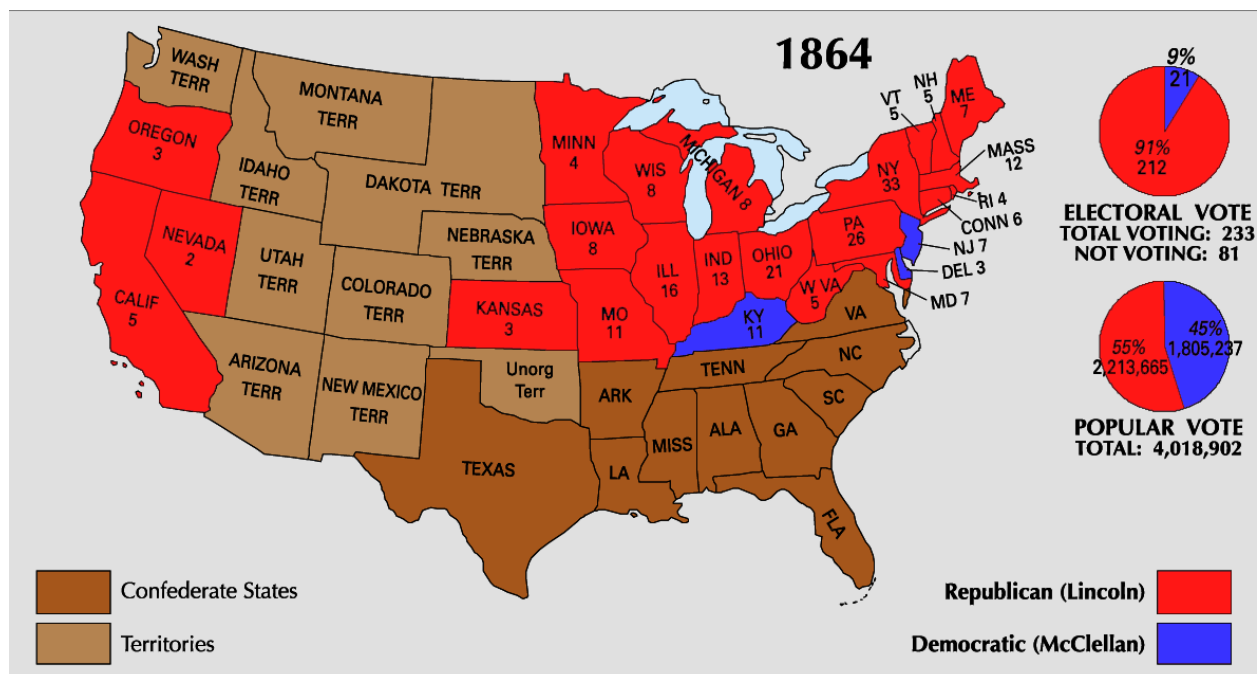 1864
WASH
TERR
MONTANA
TERR
OREGON
3
IDAHO
TERR
DAKOTA TERR
MINN
4
WIS
8
MICHIGAN 8
VT
5
NH
5
ME
7
MASS
12
NY
33
RI 4
CONN 6
NEVADA
2
UTAH
TERR
NEBRASKA
TERR
IOWA
8
PA
26
NJ 7
DEL 3
MD 7
CALIF
5
COLORADO
TERR
KANSAS
3
MO
11
ILL
16
IND
13
OHIO
21
W VA
5
KY
11
VA
ARIZONA
TERR
NEW MEXICO
TERR
Unorg
Terr
ARK
TENN
NC
SC
TEXAS
LA
MISS
ALA
GA
FLA
9%
21
91%
212
ELECTORAL VOTE
TOTAL VOTING: 233
NOT VOTING: 81
45%
1,805,237
55%
2,213,665
POPULAR VOTE
TOTAL: 4,018,902
Confederate States
Territories
Republican (Lincoln)
Democratic (McClellan)